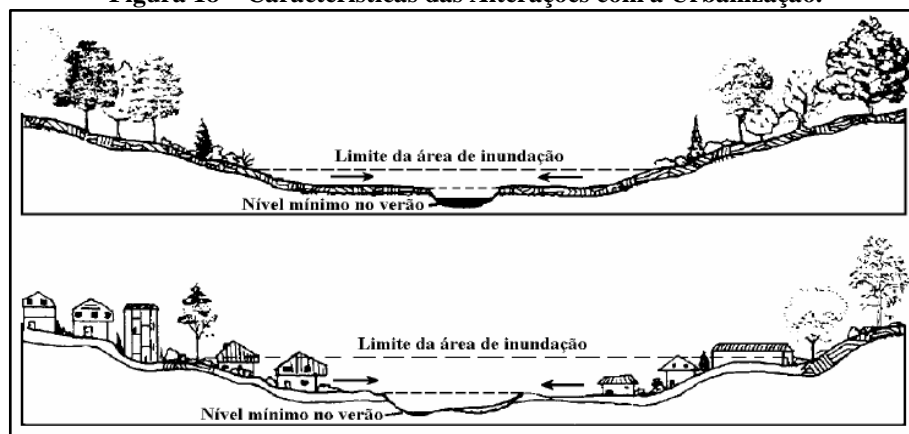 Figura – Características das Alterações com a Urbanização.
Limite da área de inundação
Nível mínimo no verão
Limite da área de inundação
Nível mínimo no verão